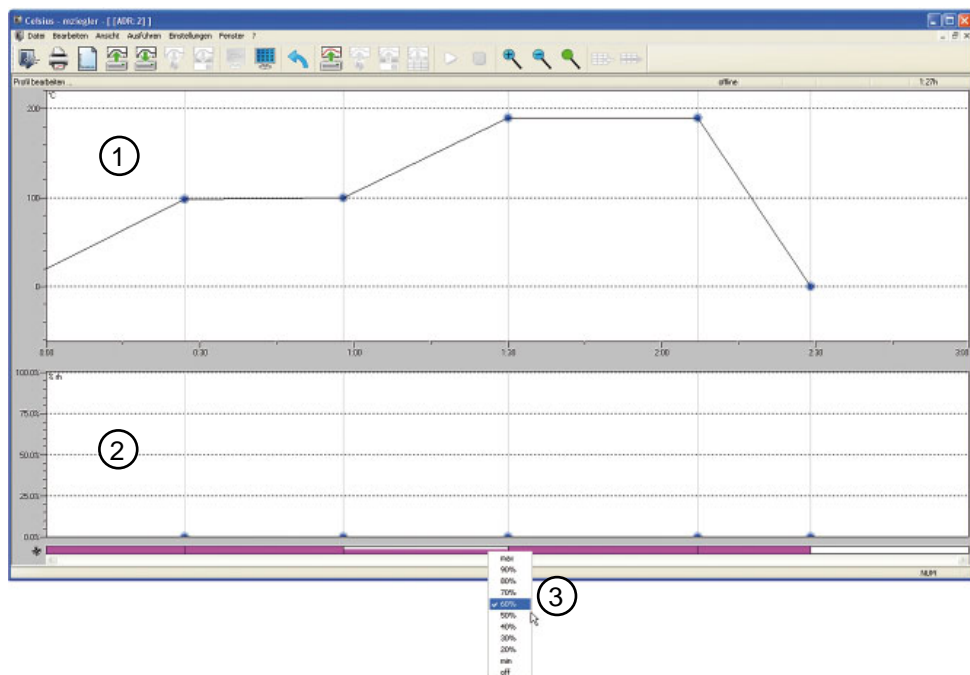 Celsius - mziegler - [ [ADR: 2] ]
Datei Bearbeiten Ansicht Ausführen Einstellungen Fenster ?
Profil bearbeiten ... offline 1:27h
°C
200
1
100
0
0:00 0:30 1:00 1:30 2:00 2:30 3:00
100.0% % rh
75.0%
2
50.0%
25.0%
0.0%
NUM
max
90%
80%
70%
60%
3
50%
40%
30%
20%
min
off